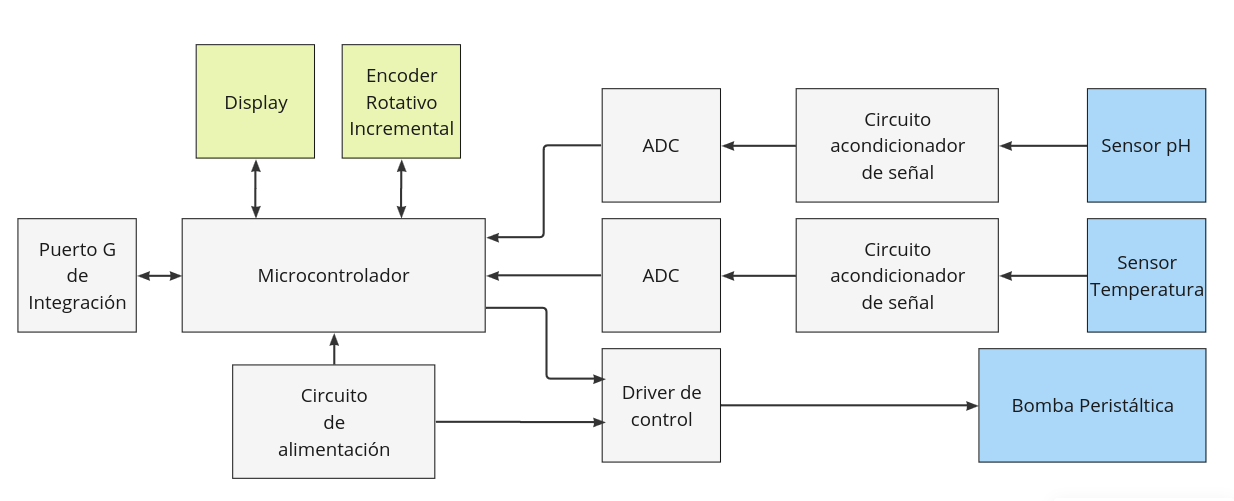 Display
Encoder
Rotativo
Incremental
ADC
Circuito
acondicionador
de señal
Sensor pH
Puerto G
de
Integración
Microcontrolador
ADC
Circuito
acondicionador
de señal
Sensor
Temperatura
Circuito
de
alimentación
Driver de
control
Bomba Peristáltica